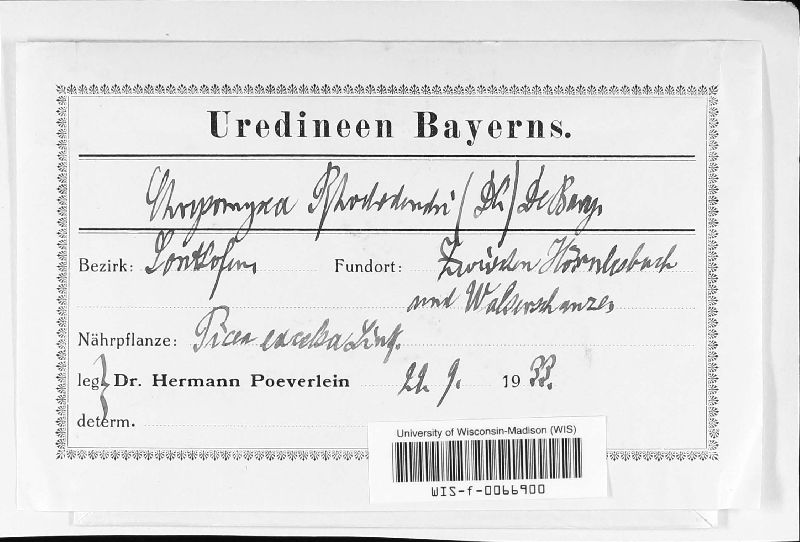 Uredineen Bayerns.
Chrysomyxa Rhododendri (DC) De Bary.
Bezirk: Sonthofen, Fundort: Zwischen Hörnlesbach
und Walserschanze,
Nährpflanze: Picea excelsa Link.
leg. Dr. Hermann Poeverlein 22. 9. 1933.
determ.
University of Wisconsin-Madison (WIS)
WIS-f-0066900